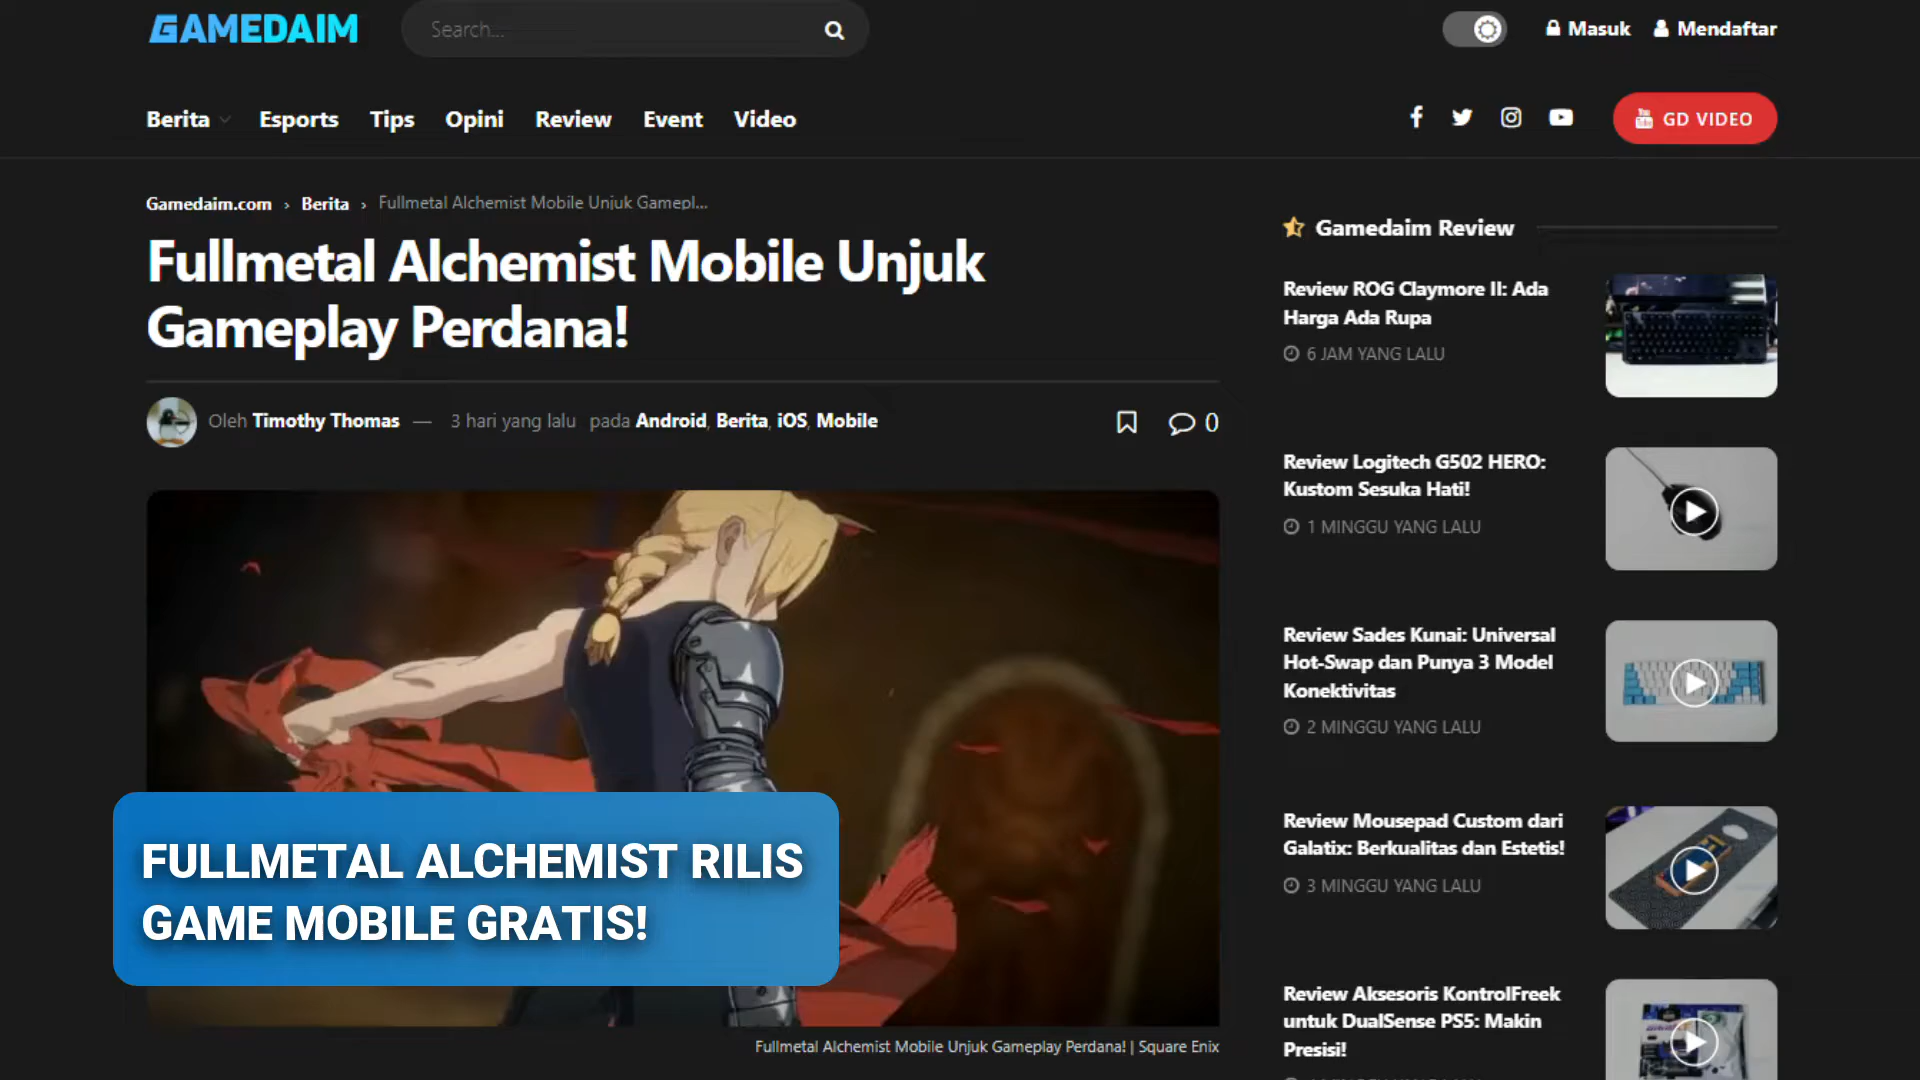 GAMEDAIM
Search...
Masuk
Mendaftar
Berita
Esports
Tips
Opini
Review
Event
Video
GD VIDEO
Gamedaim.com › Berita › Fullmetal Alchemist Mobile Unjuk Gamepl...
Fullmetal Alchemist Mobile Unjuk
Gameplay Perdana!
Oleh Timothy Thomas — 3 hari yang lalu pada Android, Berita, iOS, Mobile
0
FULLMETAL ALCHEMIST RILIS
GAME MOBILE GRATIS!
Fullmetal Alchemist Mobile Unjuk Gameplay Perdana! | Square Enix
Gamedaim Review
Review ROG Claymore II: Ada
Harga Ada Rupa
6 JAM YANG LALU
Review Logitech G502 HERO:
Kustom Sesuka Hati!
1 MINGGU YANG LALU
Review Sades Kunai: Universal
Hot-Swap dan Punya 3 Model
Konektivitas
2 MINGGU YANG LALU
Review Mousepad Custom dari
Galatix: Berkualitas dan Estetis!
3 MINGGU YANG LALU
Review Aksesoris KontrolFreek
untuk DualSense PS5: Makin
Presisi!